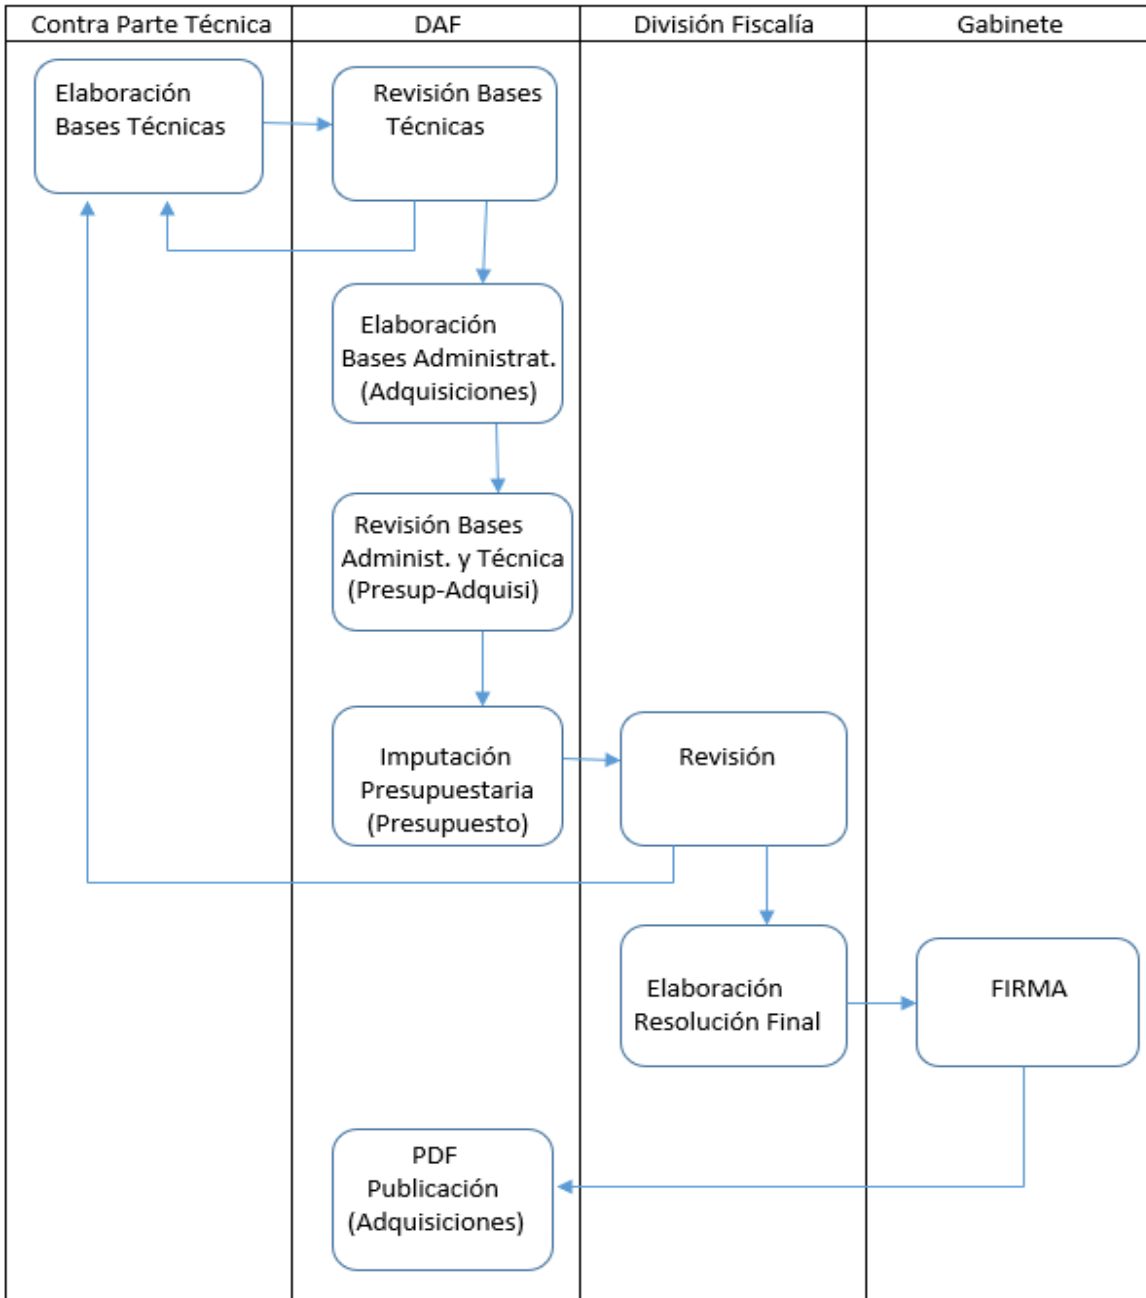 Contra Parte Técnica
DAF
División Fiscalía
Gabinete
Elaboración
Bases Técnicas
Revisión Bases
Técnicas
Elaboración
Bases Administrat.
(Adquisiciones)
Revisión Bases
Administ. y Técnica
(Presup-Adquisi)
Imputación
Presupuestaria
(Presupuesto)
Revisión
Elaboración
Resolución Final
FIRMA
PDF
Publicación
(Adquisiciones)